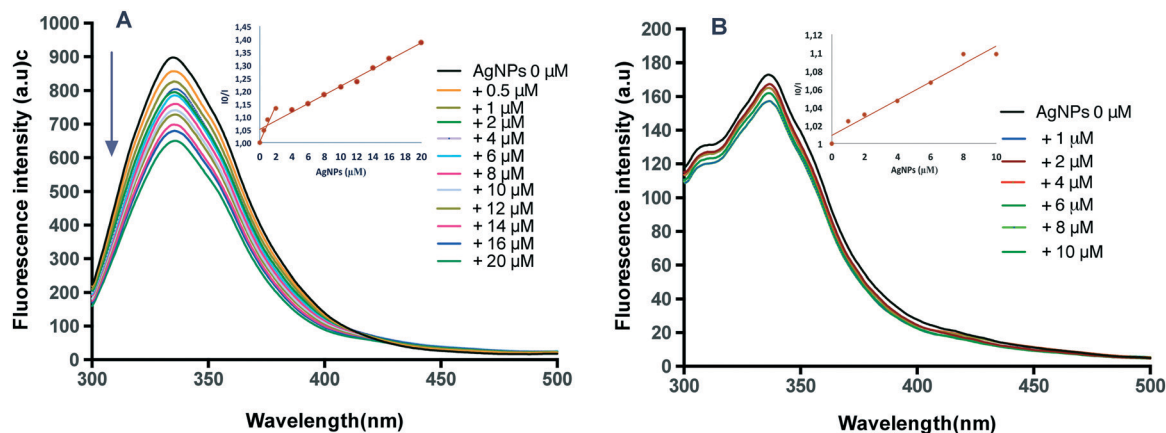 A
Fluorescence intensity (a.u)c
1000
900
800
700
600
500
400
300
200
100
0
300
350
400
450
500
Wavelength(nm)
I0/I
1,45
1,40
1,35
1,30
1,25
1,20
1,15
1,10
1,05
1,00
0 2 4 6 8 10 12 14 16 18 20
AgNPs (µM)
AgNPs 0 µM
+ 0.5 µM
+ 1 µM
+ 2 µM
+ 4 µM
+ 6 µM
+ 8 µM
+ 10 µM
+ 12 µM
+ 14 µM
+ 16 µM
+ 20 µM
B
Fluorescence intensity (a.u)
200
180
160
140
120
100
80
60
40
20
0
300
350
400
450
500
Wavelength(nm)
I0/I
1,12
1,1
1,08
1,06
1,04
1,02
1
0 2 4 6 8 10
AgNPs (µM)
AgNPs 0 µM
+ 1 µM
+ 2 µM
+ 4 µM
+ 6 µM
+ 8 µM
+ 10 µM